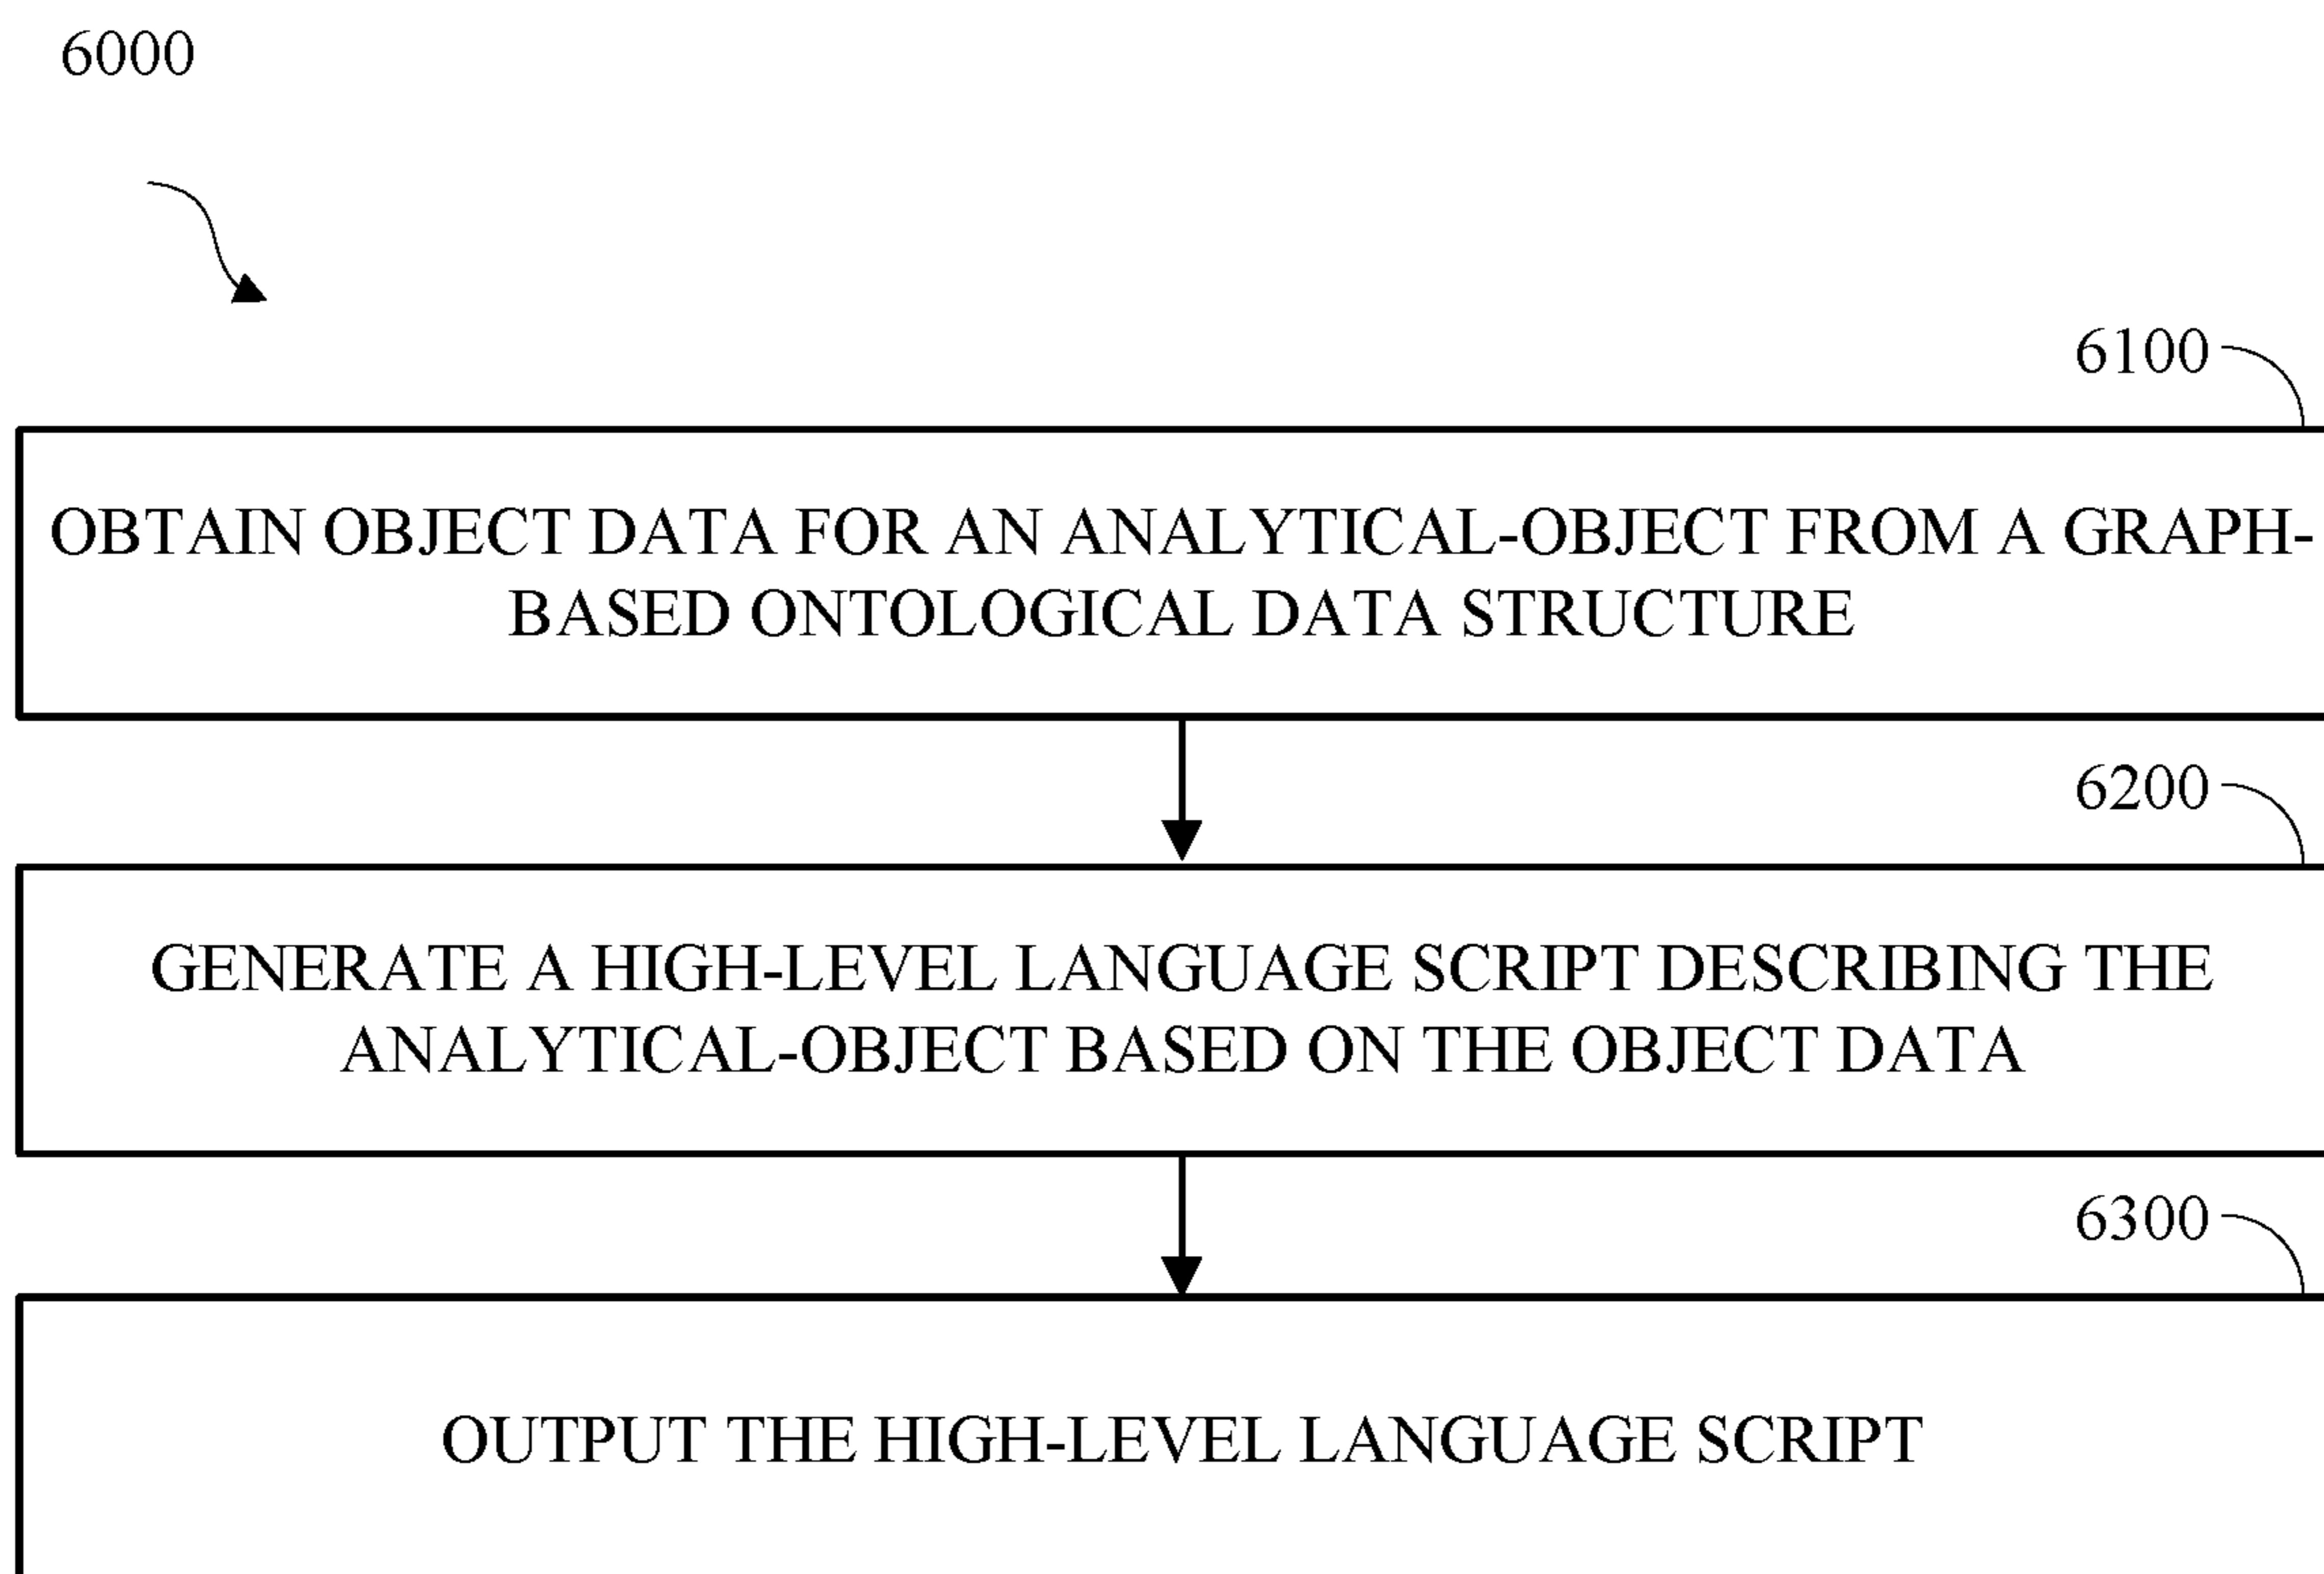 6000
6100
OBTAIN OBJECT DATA FOR AN ANALYTICAL-OBJECT FROM A GRAPH-
BASED ONTOLOGICAL DATA STRUCTURE
6200
GENERATE A HIGH-LEVEL LANGUAGE SCRIPT DESCRIBING THE
ANALYTICAL-OBJECT BASED ON THE OBJECT DATA
6300
OUTPUT THE HIGH-LEVEL LANGUAGE SCRIPT